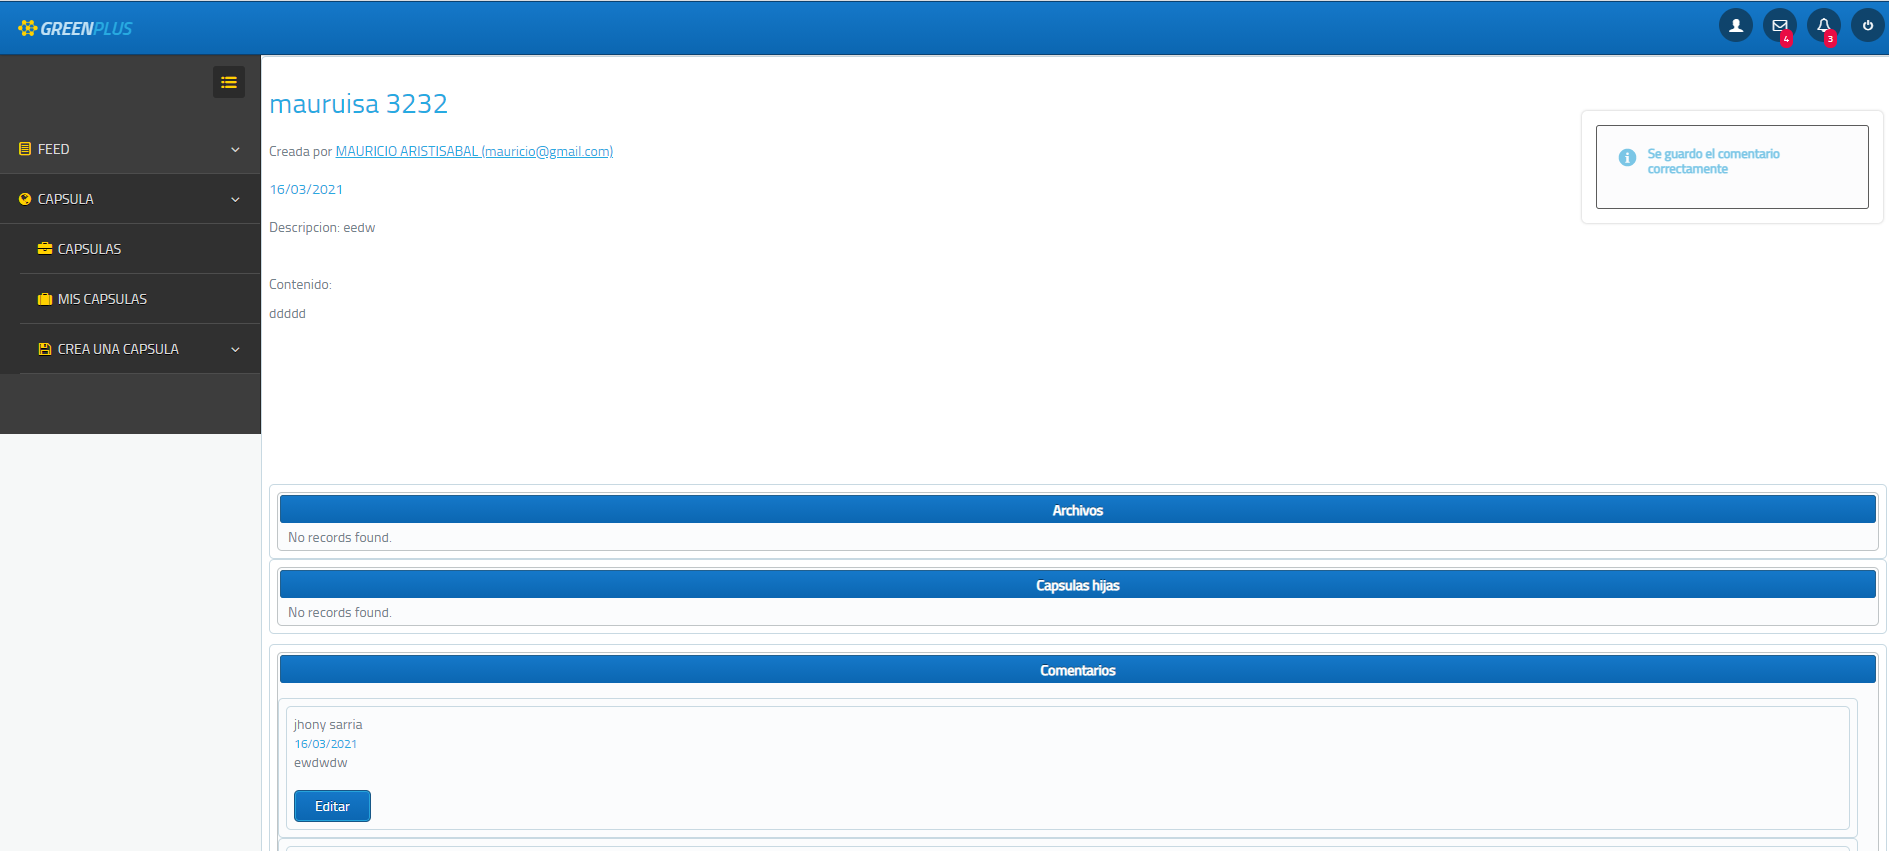 GREENPLUS
4
3
FEED
CAPSULA
CAPSULAS
MIS CAPSULAS
CREA UNA CAPSULA
mauruisa 3232
Creada por MAURICIO ARISTISABAL (mauricio@gmail.com)
16/03/2021
Descripcion: eedw
Contenido:
ddddd
Se guardo el comentario
correctamente
Archivos
No records found.
Capsulas hijas
No records found.
Comentarios
jhony sarria
16/03/2021
ewdwdw
Editar